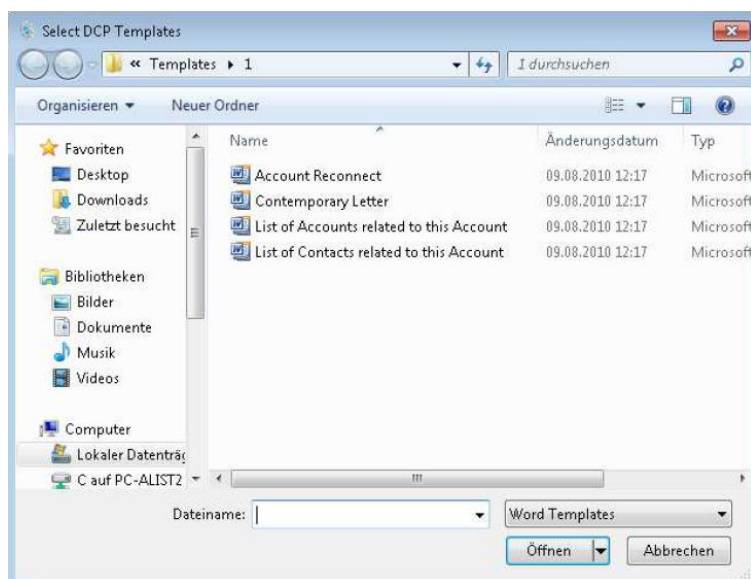 Select DCP Templates
« Templates ▸ 1
1 durchsuchen
Organisieren
Neuer Ordner
Name
Änderungsdatum
Typ
Favoriten
Desktop
Downloads
Zuletzt besucht
Bibliotheken
Bilder
Dokumente
Musik
Videos
Computer
Lokaler Datenträg
C auf PC-ALIST2
Account Reconnect 09.08.2010 12:17 Microsoft
Contemporary Letter 09.08.2010 12:17 Microsoft
List of Accounts related to this Account 09.08.2010 12:17 Microsoft
List of Contacts related to this Account 09.08.2010 12:17 Microsoft
Dateiname:
Word Templates
Öffnen
Abbrechen